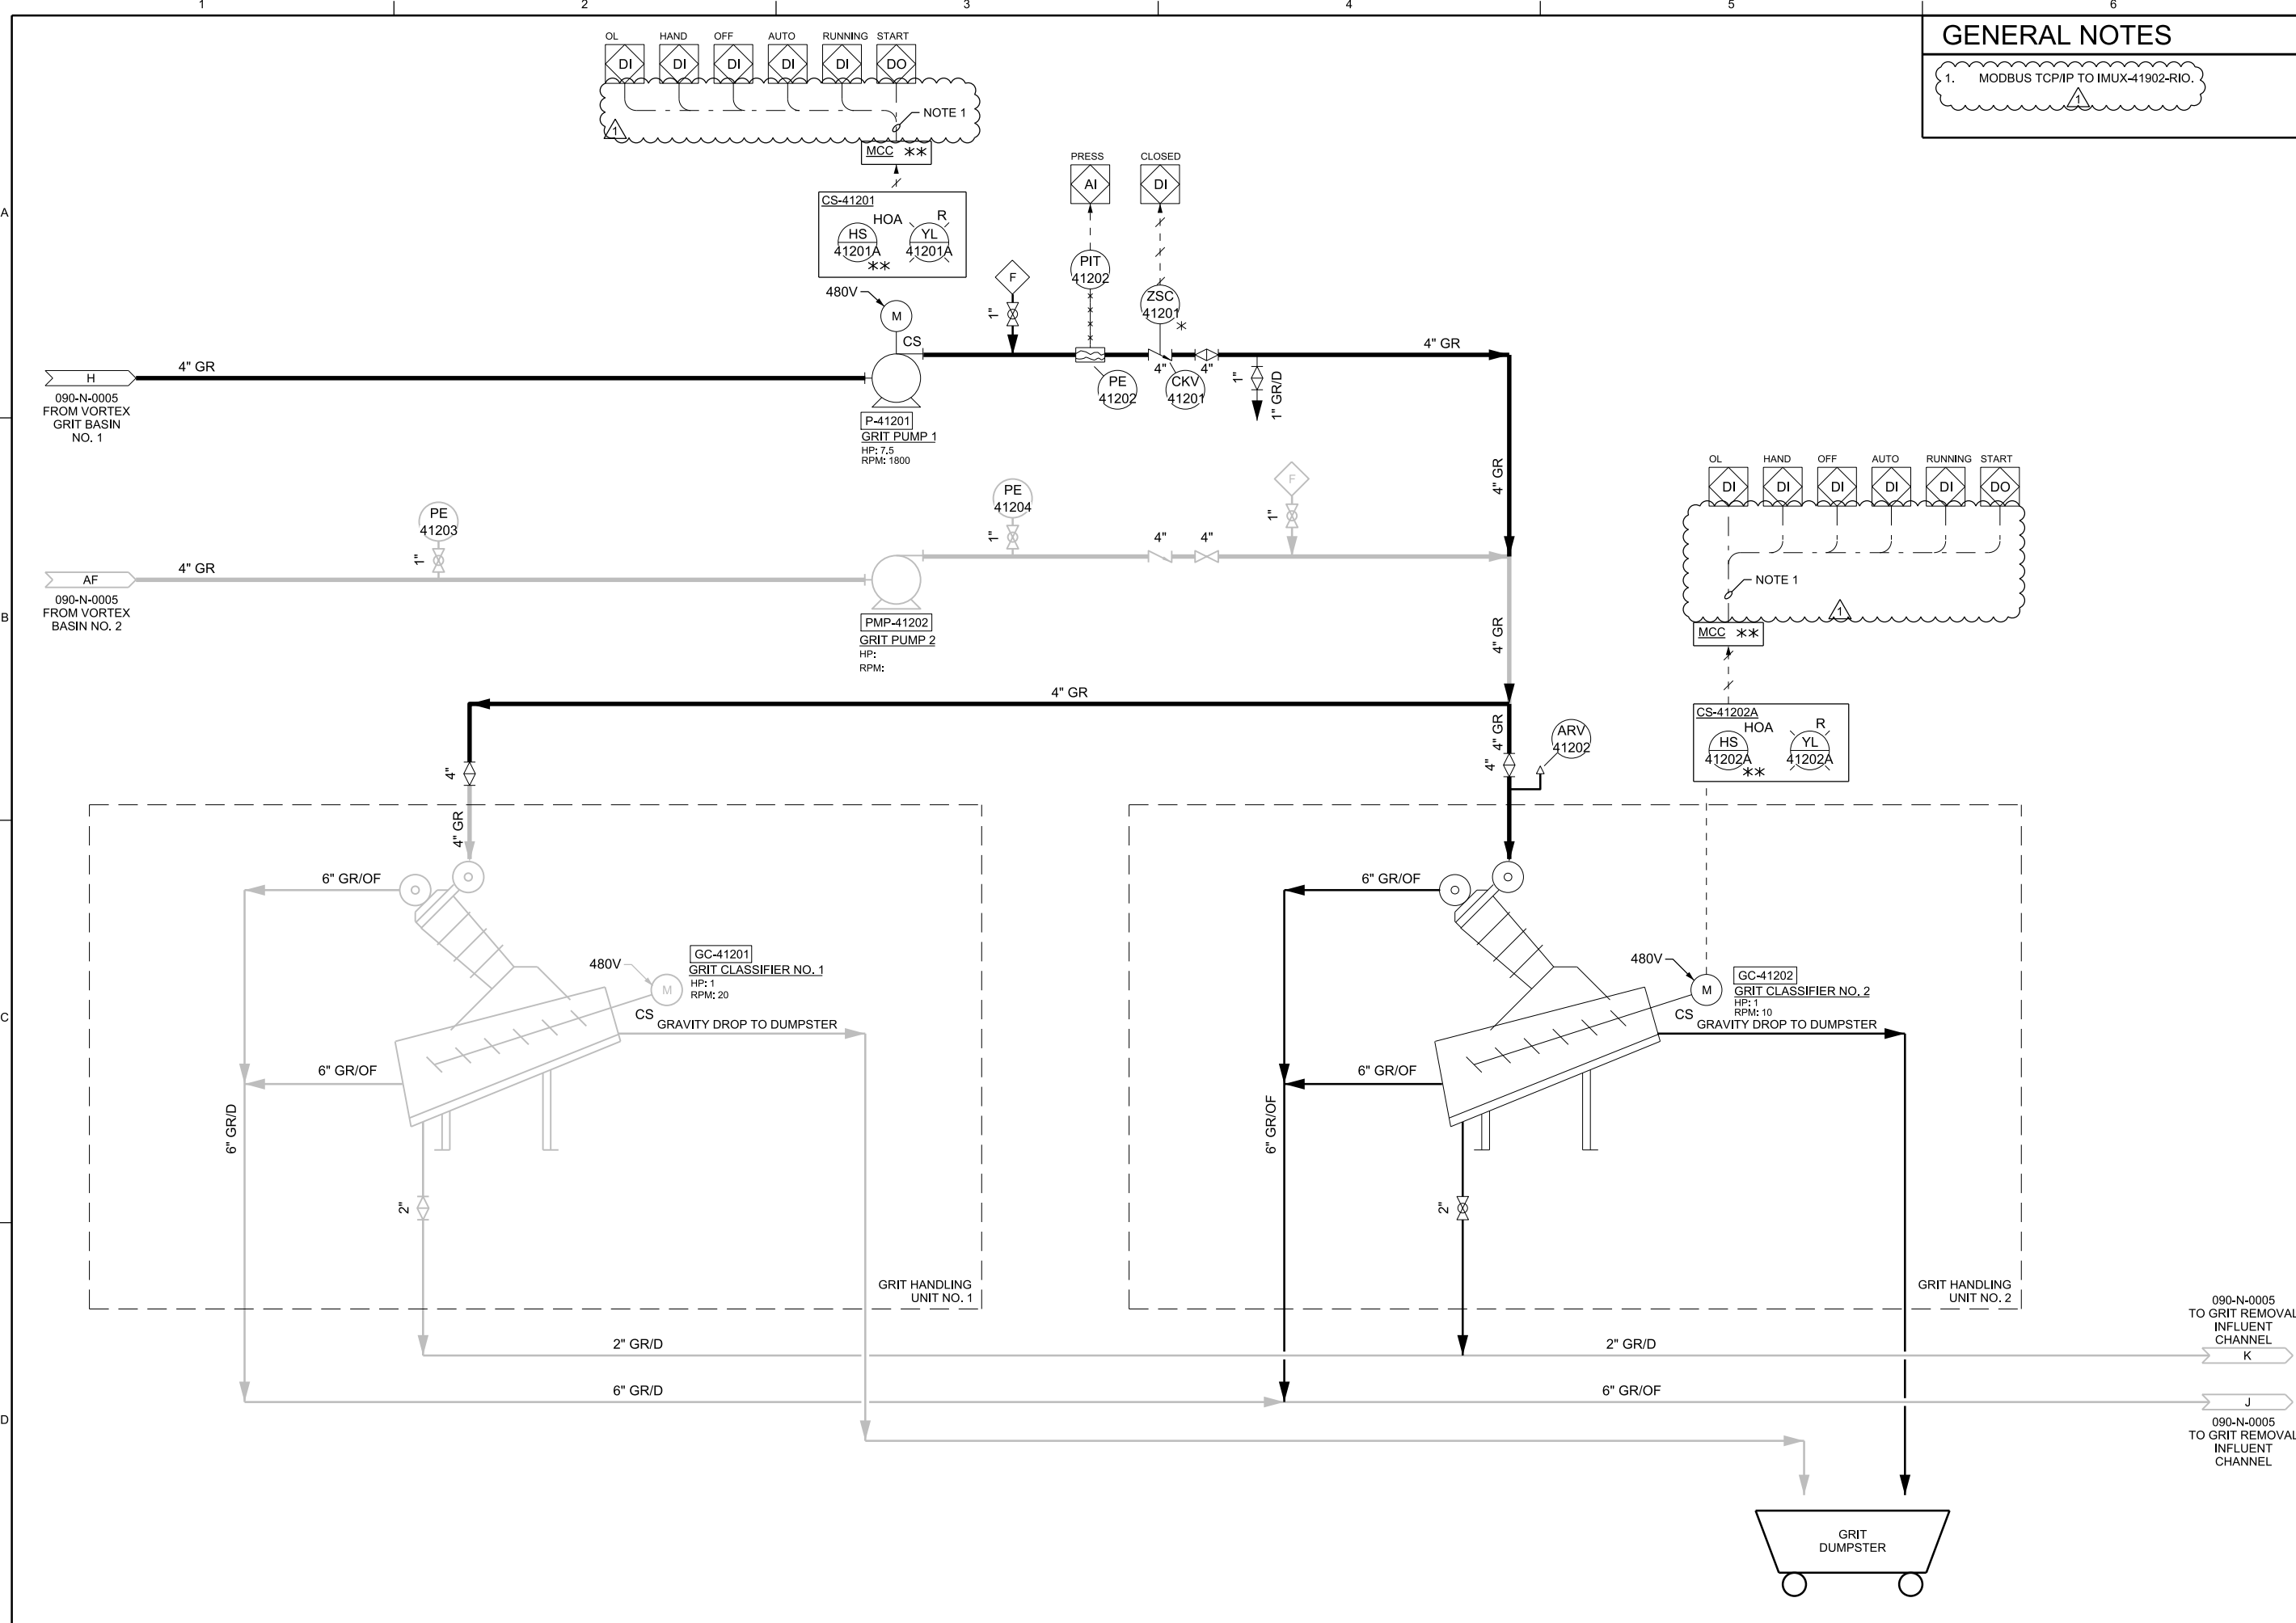 1 2 3 4 5 6
GENERAL NOTES
1. MODBUS TCP/IP TO IMUX-41902-RIO.
1
OL HAND OFF AUTO RUNNING START
DI DI DI DI DI DO
NOTE 1
1
MCC **
CS-41201
HOA R
HS
41201A
**
YL
41201A
480V
M
CS
PRESS
AI
CLOSED
DI
PIT
41202
ZSC
41201
*
F
1"
A
H
4" GR
090-N-0005
FROM VORTEX
GRIT BASIN
NO. 1
P-41201
GRIT PUMP 1
HP: 7.5
RPM: 1800
PE
41202
4" 4"
CKV
41201
1"
1" GR/D
4" GR
4" GR
OL HAND OFF AUTO RUNNING START
DI DI DI DI DI DO
NOTE 1
1
MCC **
CS-41202A
HOA R
HS
41202A
**
YL
41202A
PE
41203
1"
PE
41204
1"
4" 4"
F
1"
B
AF
4" GR
090-N-0005
FROM VORTEX
BASIN NO. 2
PMP-41202
GRIT PUMP 2
HP:
RPM:
4" GR
4" GR
4" GR
4"
4"
ARV
41202
4" GR
6" GR/OF
6" GR/OF
C
480V
M
CS
GC-41201
GRIT CLASSIFIER NO. 1
HP: 1
RPM: 20
GRAVITY DROP TO DUMPSTER
6" GR/OF
6" GR/D
2"
GRIT HANDLING
UNIT NO. 1
480V
M
CS
GC-41202
GRIT CLASSIFIER NO. 2
HP: 1
RPM: 10
GRAVITY DROP TO DUMPSTER
6" GR/OF
6" GR/OF
2"
GRIT HANDLING
UNIT NO. 2
090-N-0005
TO GRIT REMOVAL
INFLUENT
CHANNEL
K
2" GR/D 2" GR/D
6" GR/D 6" GR/OF
J
090-N-0005
TO GRIT REMOVAL
INFLUENT
CHANNEL
D
GRIT
DUMPSTER